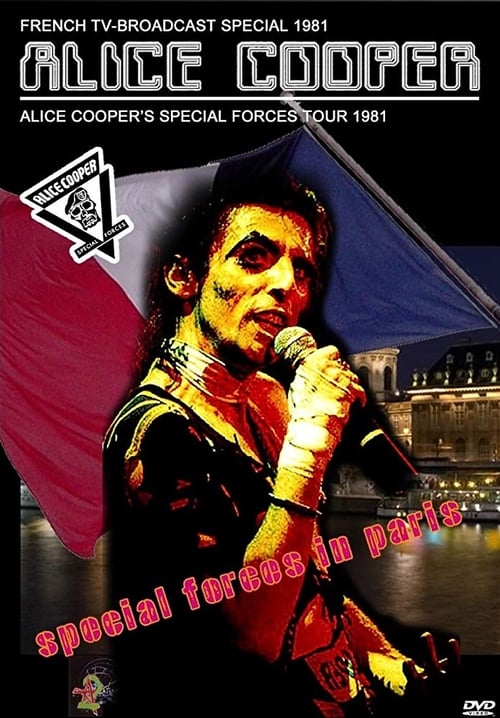 FRENCH TV-BROADCAST SPECIAL 1981
ALICE COOPER
ALICE COOPER'S SPECIAL FORCES TOUR 1981
ALICE COOPER
SPECIAL FORCES
special forces in paris
DVD
VIDEO